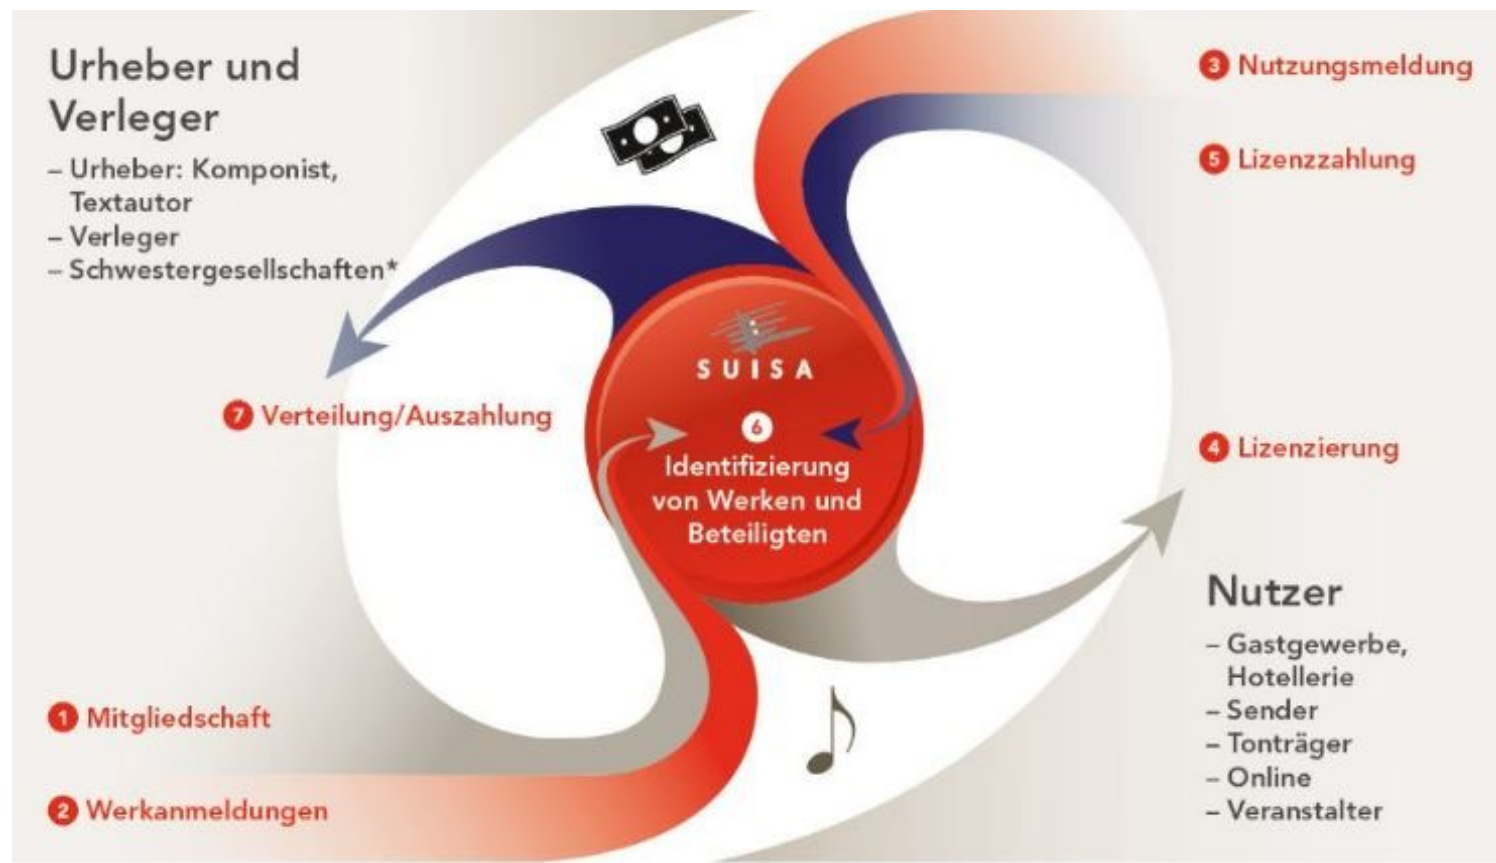 Urheber und
Verleger
– Urheber: Komponist,
Textautor
– Verleger
– Schwestergesellschaften*
3 Nutzungsmeldung
5 Lizenzzahlung
SUISA
7 Verteilung/Auszahlung
6
Identifizierung
von Werken und
Beteiligten
4 Lizenzierung
Nutzer
– Gastgewerbe,
Hotellerie
– Sender
– Tonträger
– Online
– Veranstalter
1 Mitgliedschaft
2 Werkanmeldungen